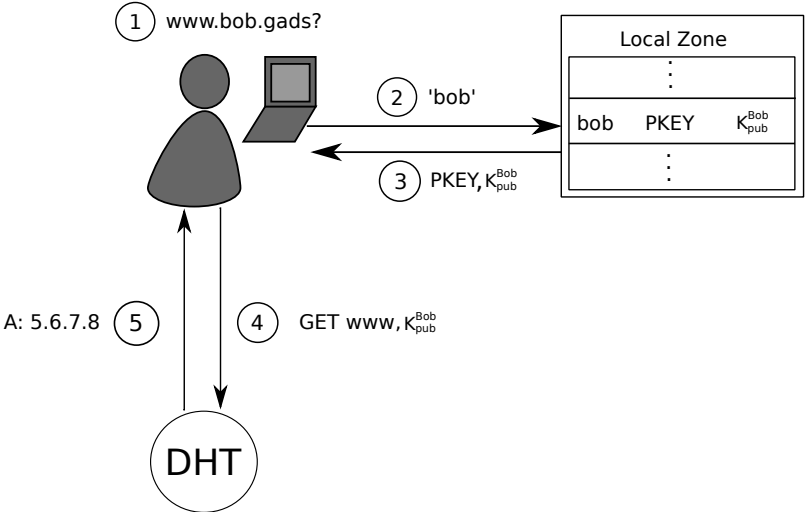 1 www.bob.gads?
Local Zone
2 'bob'
bob PKEY K^Bob_pub
3 PKEY,K^Bob_pub
A: 5.6.7.8 5
4 GET www,K^Bob_pub
DHT